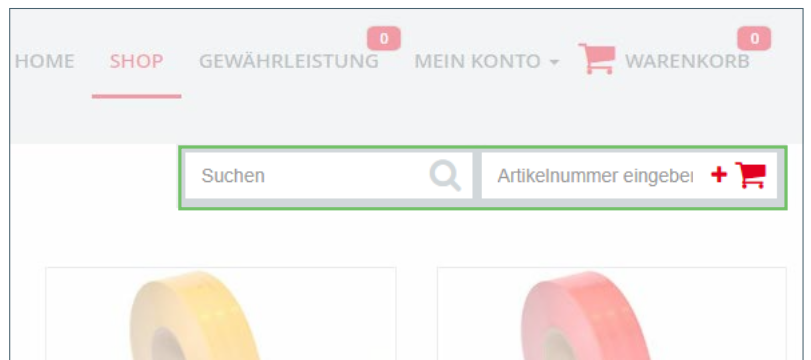 0 0
HOME SHOP GEWÄHRLEISTUNG MEIN KONTO WARENKORB
Suchen Artikelnummer eingeber